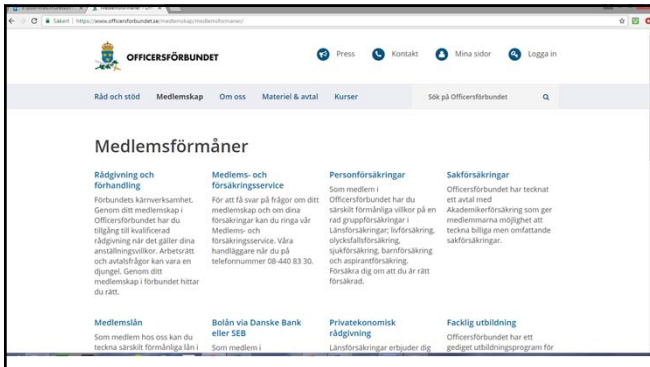 Säkert | https://www.officersforbundet.se/medlemskap/medlemsformaner/
OFFICERSFÖRBUNDET
Press
Kontakt
Mina sidor
Logga in
Råd och stöd
Medlemskap
Om oss
Materiel & avtal
Kurser
Sök på Officersförbundet
Medlemsförmåner
Rådgivning och
förhandling
Förbundets kärnverksamhet.
Genom ditt medlemskap i
Officersförbundet har du
tillgång till kvalificerad
rådgivning när det gäller dina
anställningsvillkor. Arbetsrätt
och avtalsfrågor kan vara en
djungel. Genom ditt
medlemskap i förbundet hittar
du rätt.
Medlems- och
försäkringsservice
För att få svar på frågor om ditt
medlemskap och om dina
försäkringar kan du ringa vår
Medlems- och
försäkringsservice. Våra
handläggare når du på
telefonnummer 08-440 83 30.
Personförsäkringar
Som medlem i
Officersförbundet har du
särskilt förmånliga villkor på en
rad gruppförsäkringar i
Länsförsäkringar; livförsäkring,
olycksfallsförsäkring,
sjukförsäkring, barnförsäkring
och aspirantförsäkring.
Försäkra dig om att du är rätt
försäkrad.
Sakförsäkringar
Officersförbundet har tecknat
ett avtal med
Akademikerförsäkring som ger
medlemmarna möjlighet att
teckna billiga men omfattande
sakförsäkringar.
Medlemslån
Som medlem hos oss kan du
teckna särskilt förmånliga lån i
Bolån via Danske Bank
eller SEB
Som medlem i
Privatekonomisk
rådgivning
Länsförsäkringar erbjuder dig
Facklig utbildning
Officersförbundet har ett
gediget utbildningsprogram för